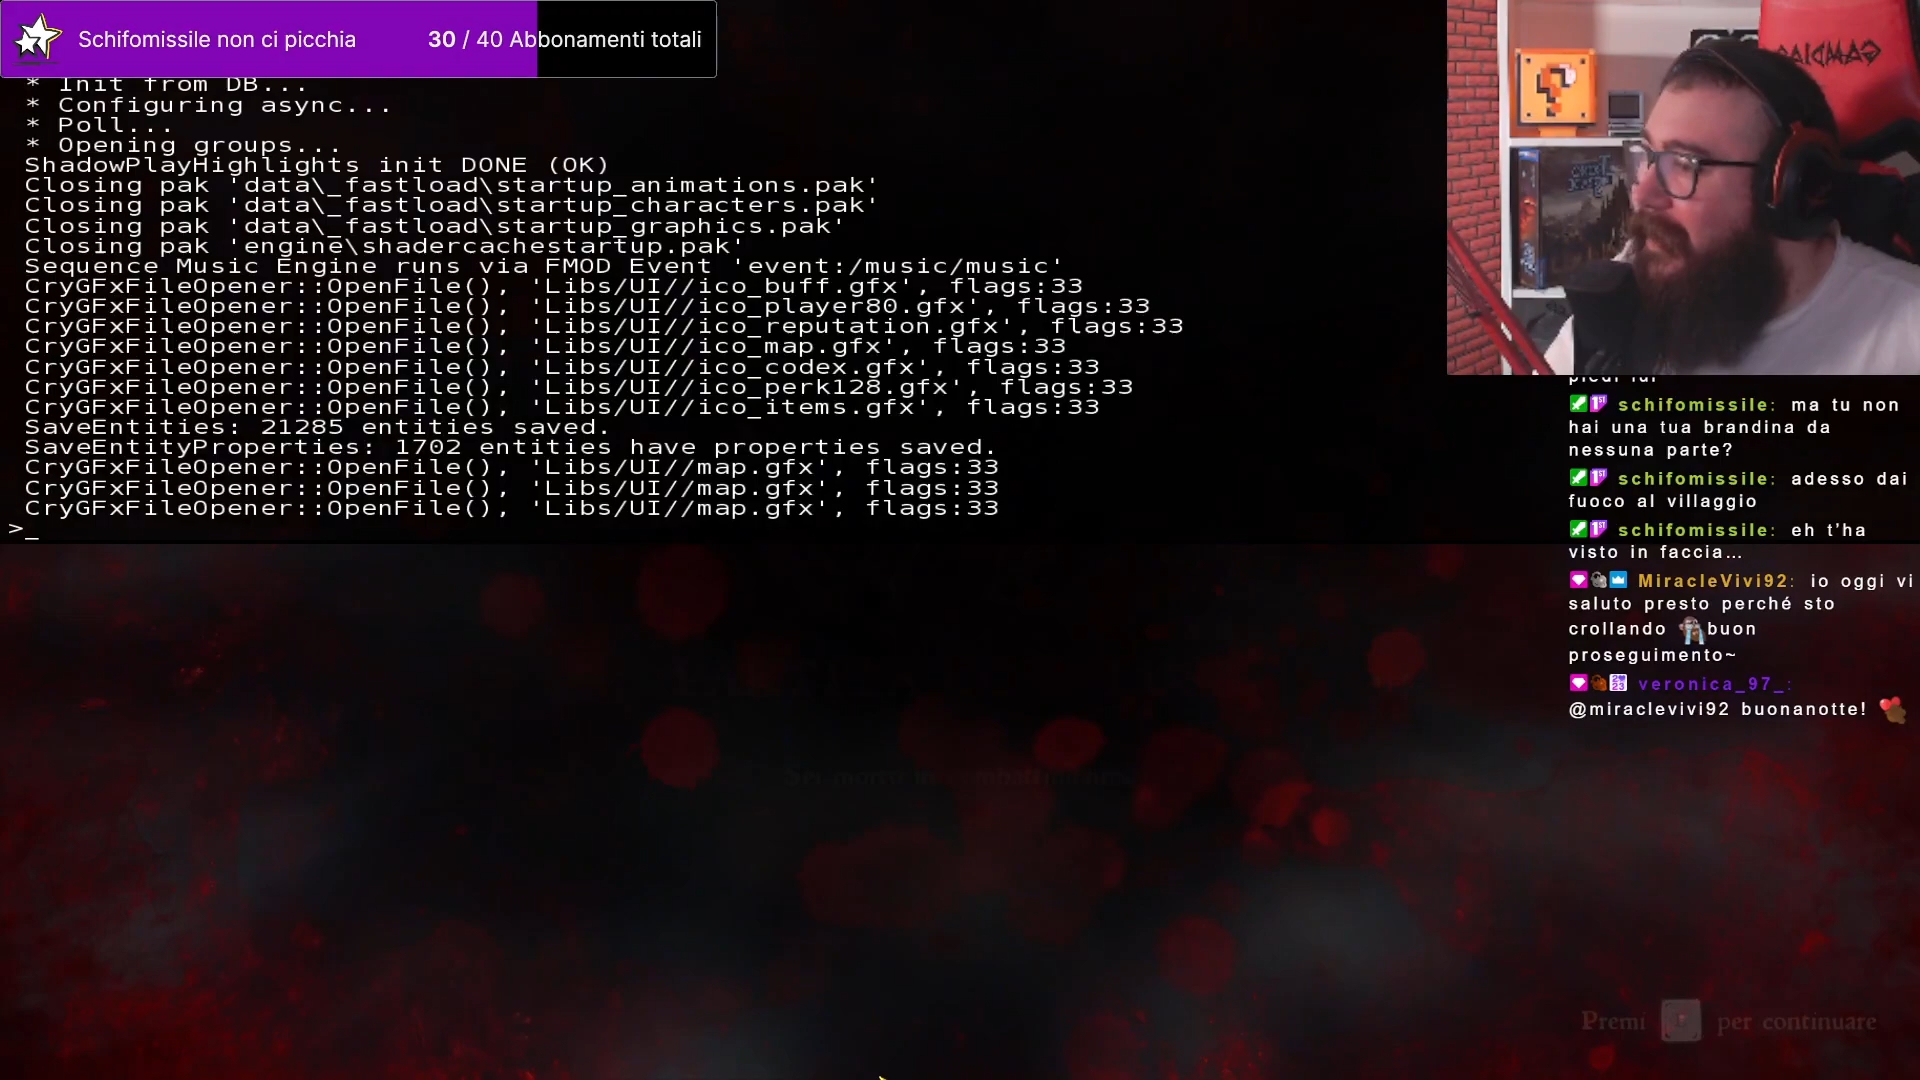 Schifomissile non ci picchia 30 / 40 Abbonamenti totali
* Init from DB...
* Configuring async...
* Poll...
* Opening groups...
ShadowPlayHighlights init DONE (OK)
Closing pak 'data\_fastload\startup_animations.pak'
Closing pak 'data\_fastload\startup_characters.pak'
Closing pak 'data\_fastload\startup_graphics.pak'
Closing pak 'engine\shadercachestartup.pak'
Sequence Music Engine runs via FMOD Event 'event:/music/music'
CryGFxFileOpener::OpenFile(), 'Libs/UI//ico_buff.gfx', flags:33
CryGFxFileOpener::OpenFile(), 'Libs/UI//ico_player80.gfx', flags:33
CryGFxFileOpener::OpenFile(), 'Libs/UI//ico_reputation.gfx', flags:33
CryGFxFileOpener::OpenFile(), 'Libs/UI//ico_map.gfx', flags:33
CryGFxFileOpener::OpenFile(), 'Libs/UI//ico_codex.gfx', flags:33
CryGFxFileOpener::OpenFile(), 'Libs/UI//ico_perk128.gfx', flags:33
CryGFxFileOpener::OpenFile(), 'Libs/UI//ico_items.gfx', flags:33
SaveEntities: 21285 entities saved.
SaveEntityProperties: 1702 entities have properties saved.
CryGFxFileOpener::OpenFile(), 'Libs/UI//map.gfx', flags:33
CryGFxFileOpener::OpenFile(), 'Libs/UI//map.gfx', flags:33
CryGFxFileOpener::OpenFile(), 'Libs/UI//map.gfx', flags:33
>_
schifomissile: ma tu non
hai una tua brandina da
nessuna parte?
schifomissile: adesso dai
fuoco al villaggio
schifomissile: eh t'ha
visto in faccia...
MiracleVivi92: io oggi vi
saluto presto perché sto
crollando buon
proseguimento~
veronica_97_:
@miraclevivi92 buonanotte!
Sei morto in combattimento.
Premi per continuare